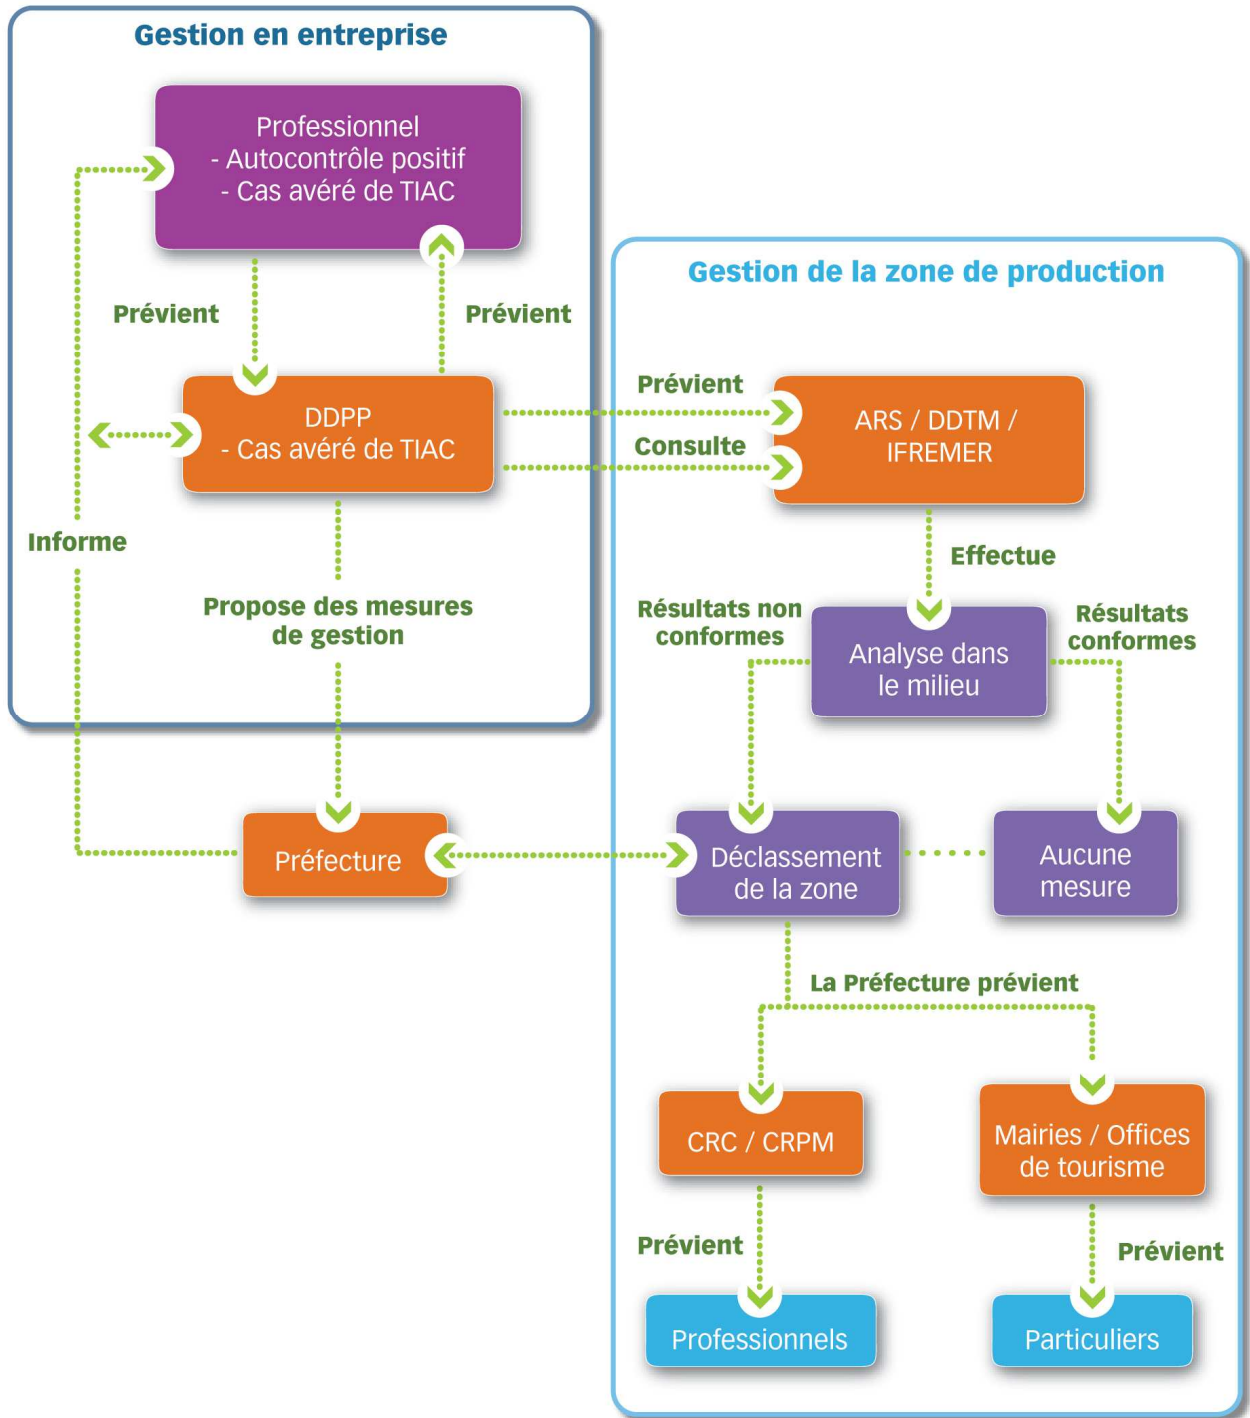 Gestion en entreprise
Professionnel
- Autocontrôle positif
- Cas avéré de TIAC
Prévient
Prévient
DDPP
- Cas avéré de TIAC
Informe
Propose des mesures
de gestion
Préfecture
Gestion de la zone de production
Prévient
Consulte
ARS / DDTM /
IFREMER
Effectue
Résultats non
conformes
Résultats
conformes
Analyse dans
le milieu
Déclassement
de la zone
Aucune
mesure
La Préfecture prévient
CRC / CRPM
Mairies / Offices
de tourisme
Prévient
Prévient
Professionnels
Particuliers